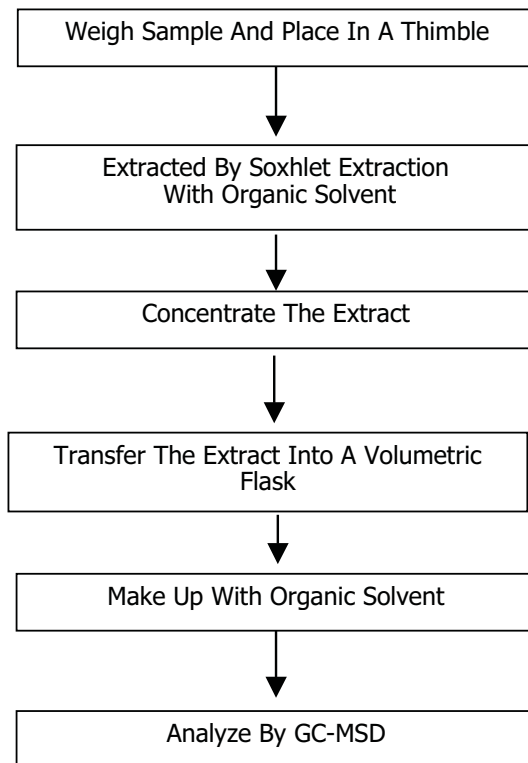 Weigh Sample And Place In A Thimble
Extracted By Soxhlet Extraction
With Organic Solvent
Concentrate The Extract
Transfer The Extract Into A Volumetric
Flask
Make Up With Organic Solvent
Analyze By GC-MSD